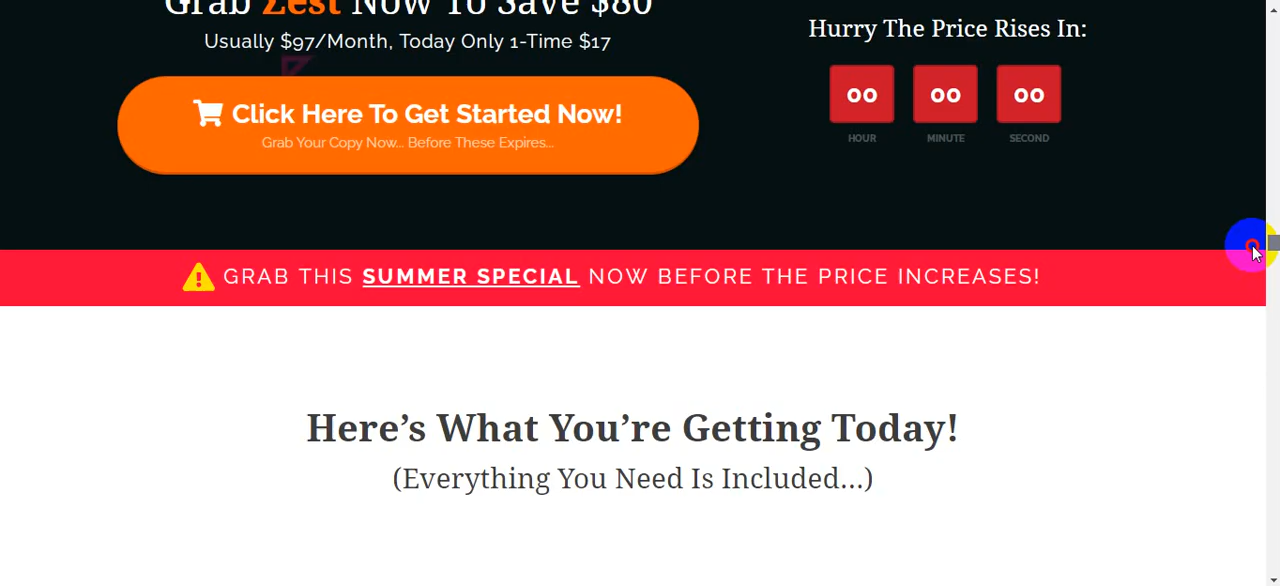 Grab Zest Now To Save $80
Usually $97/Month, Today Only 1-Time $17
Click Here To Get Started Now!
Grab Your Copy Now... Before These Expires...
Hurry The Price Rises In:
00 00 00
HOUR MINUTE SECOND
GRAB THIS SUMMER SPECIAL NOW BEFORE THE PRICE INCREASES!
Here's What You're Getting Today!
(Everything You Need Is Included...)